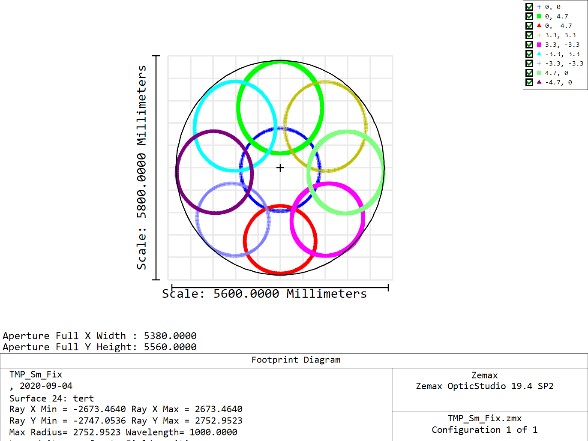 + 0, 0
0, 4.7
0, -4.7
3.3, 3.3
3.3, -3.3
-3.3, 3.3
+ -3.3, -3.3
4.7, 0
-4.7, 0
Scale: 5800.0000 Millimeters
Scale: 5600.0000 Millimeters
Aperture Full X Width : 5380.0000
Aperture Full Y Height: 5560.0000
Footprint Diagram
TMP_Sm_Fix
, 2020-09-04
Surface 24: tert
Ray X Min = -2673.4640 Ray X Max = 2673.4640
Ray Y Min = -2747.0536 Ray Y Max = 2752.9523
Max Radius= 2752.9523 Wavelength= 1000.0000
Zemax
Zemax OpticStudio 19.4 SP2
TMP_Sm_Fix.zmx
Configuration 1 of 1